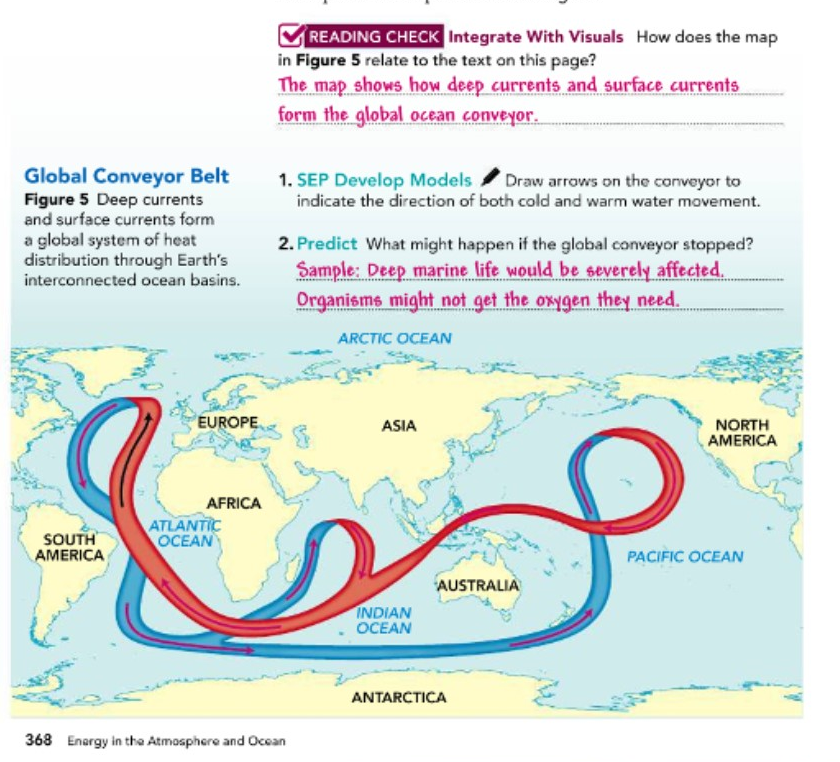 READING CHECK Integrate With Visuals How does the map
in Figure 5 relate to the text on this page?
The map shows how deep currents and surface currents
form the global ocean conveyor.
Global Conveyor Belt
Figure 5 Deep currents
and surface currents form
a global system of heat
distribution through Earth's
interconnected ocean basins.
1. SEP Develop Models Draw arrows on the conveyor to
indicate the direction of both cold and warm water movement.
2. Predict What might happen if the global conveyor stopped?
Sample: Deep marine life would be severely affected.
Organisms might not get the oxygen they need.
ARCTIC OCEAN
EUROPE
ASIA
NORTH
AMERICA
AFRICA
ATLANTIC
OCEAN
SOUTH
AMERICA
PACIFIC OCEAN
AUSTRALIA
INDIAN
OCEAN
ANTARCTICA
368 Energy in the Atmosphere and Ocean